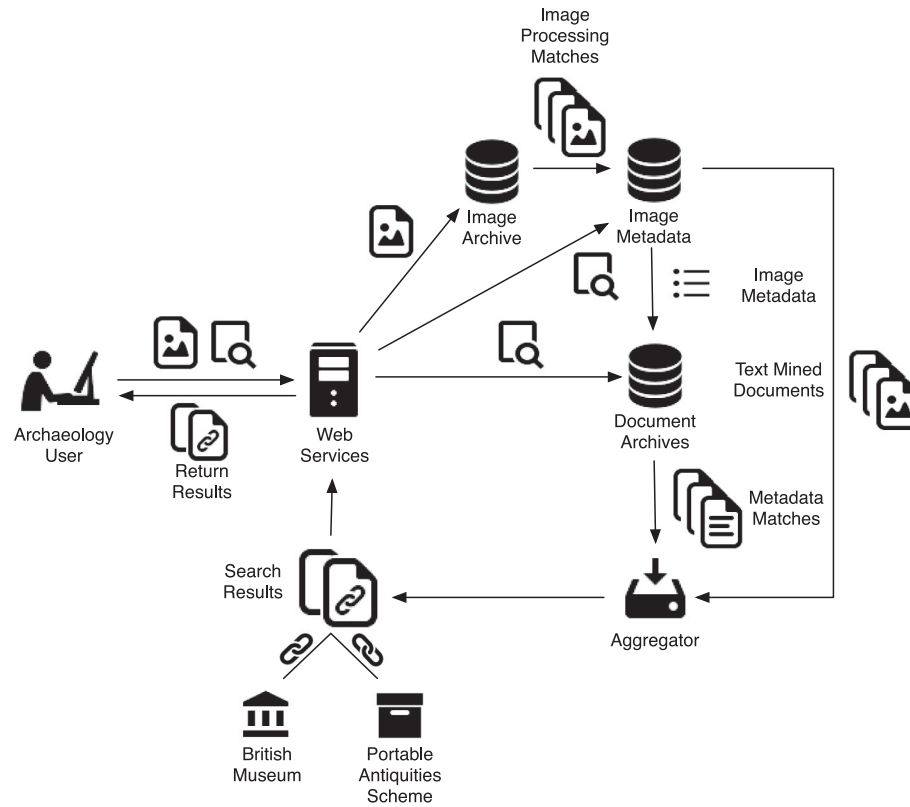 Image
Processing
Matches
Image
Archive
Image
Metadata
Image
Metadata
Text Mined
Documents
Archaeology
User
Return
Results
Web
Services
Document
Archives
Metadata
Matches
Search
Results
Aggregator
British
Museum
Portable
Antiquities
Scheme